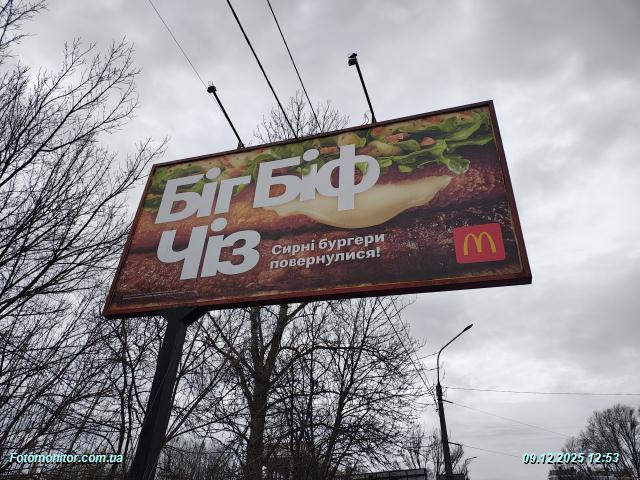 Біг Біф
Чіз
Сирні бургери
повернулися!
Fotomonitor.com.ua
09.12.2025 12:53